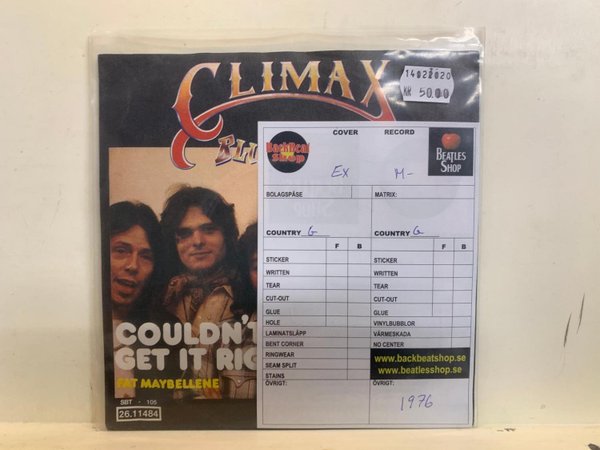 CLIMAX
BLU
14022020
KR 50.00
BackBeat
Shop
COVER
RECORD
BEATLES
SHOP
EX
M-
BOLAGSPÅSE
MATRIX:
COUNTRY G
COUNTRY G
F B
F B
STICKER
STICKER
WRITTEN
WRITTEN
TEAR
TEAR
CUT-OUT
CUT-OUT
GLUE
GLUE
HOLE
VINYLBUBBLOR
LAMINATSLÄPP
VÄRMESKADA
BENT CORNER
NO CENTER
RINGWEAR
SEAM SPLIT
STAINS
www.backbeatshop.se
www.beatlesshop.se
ÖVRIGT:
ÖVRIGT:
1976
COULDN'T
GET IT RIG
FAT MAYBELLENE
SBT - 105
26.11484